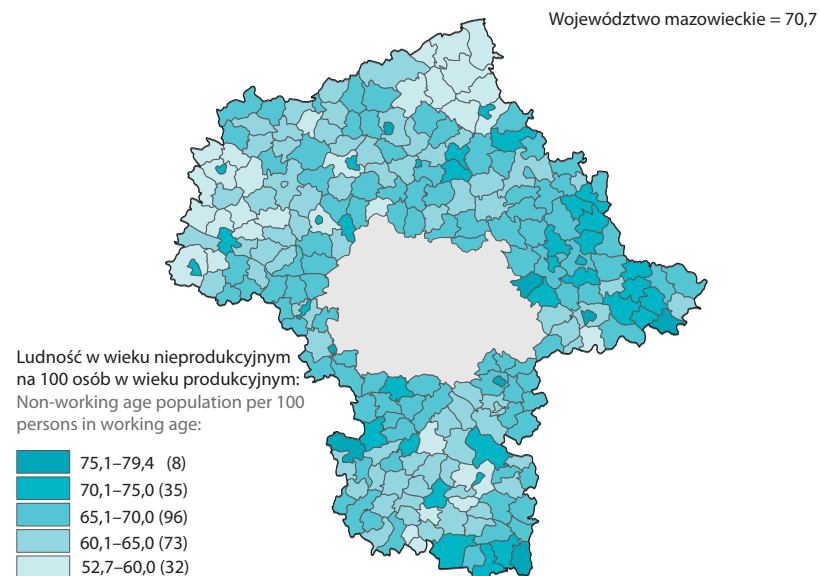 Województwo mazowieckie = 70,7
Ludność w wieku nieprodukcyjnym
na 100 osób w wieku produkcyjnym:
Non-working age population per 100
persons in working age:
75,1–79,4 (8)
70,1–75,0 (35)
65,1–70,0 (96)
60,1–65,0 (73)
52,7–60,0 (32)